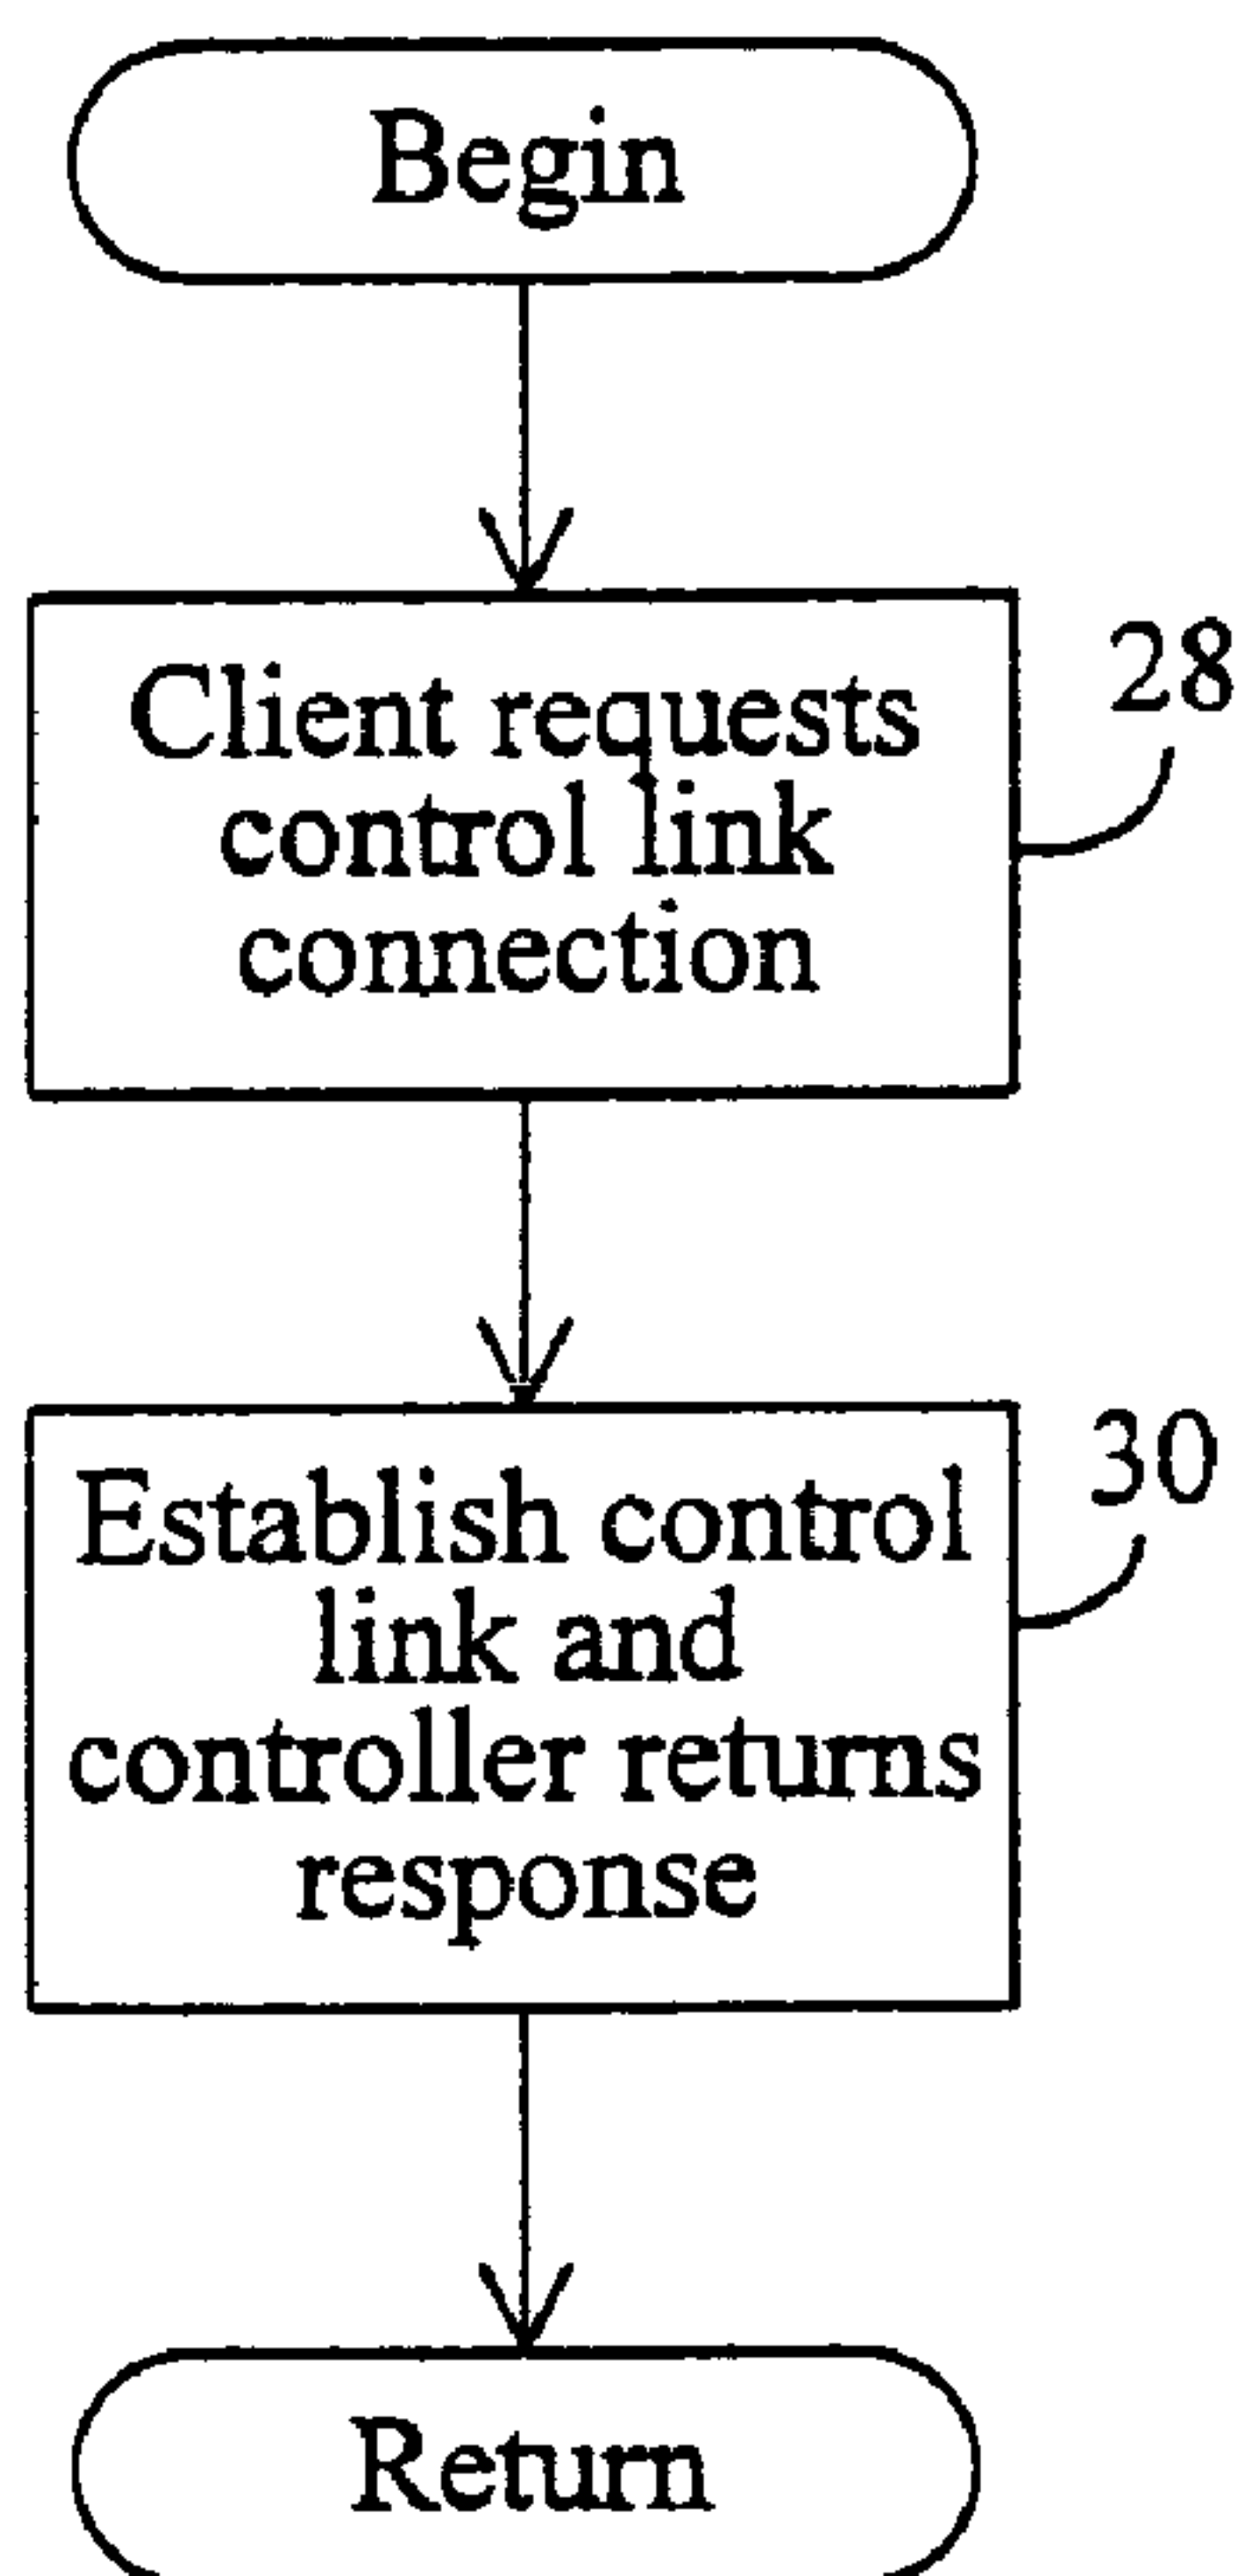 Begin
Client requests
control link
connection
28
Establish control
link and
controller returns
response
30
Return